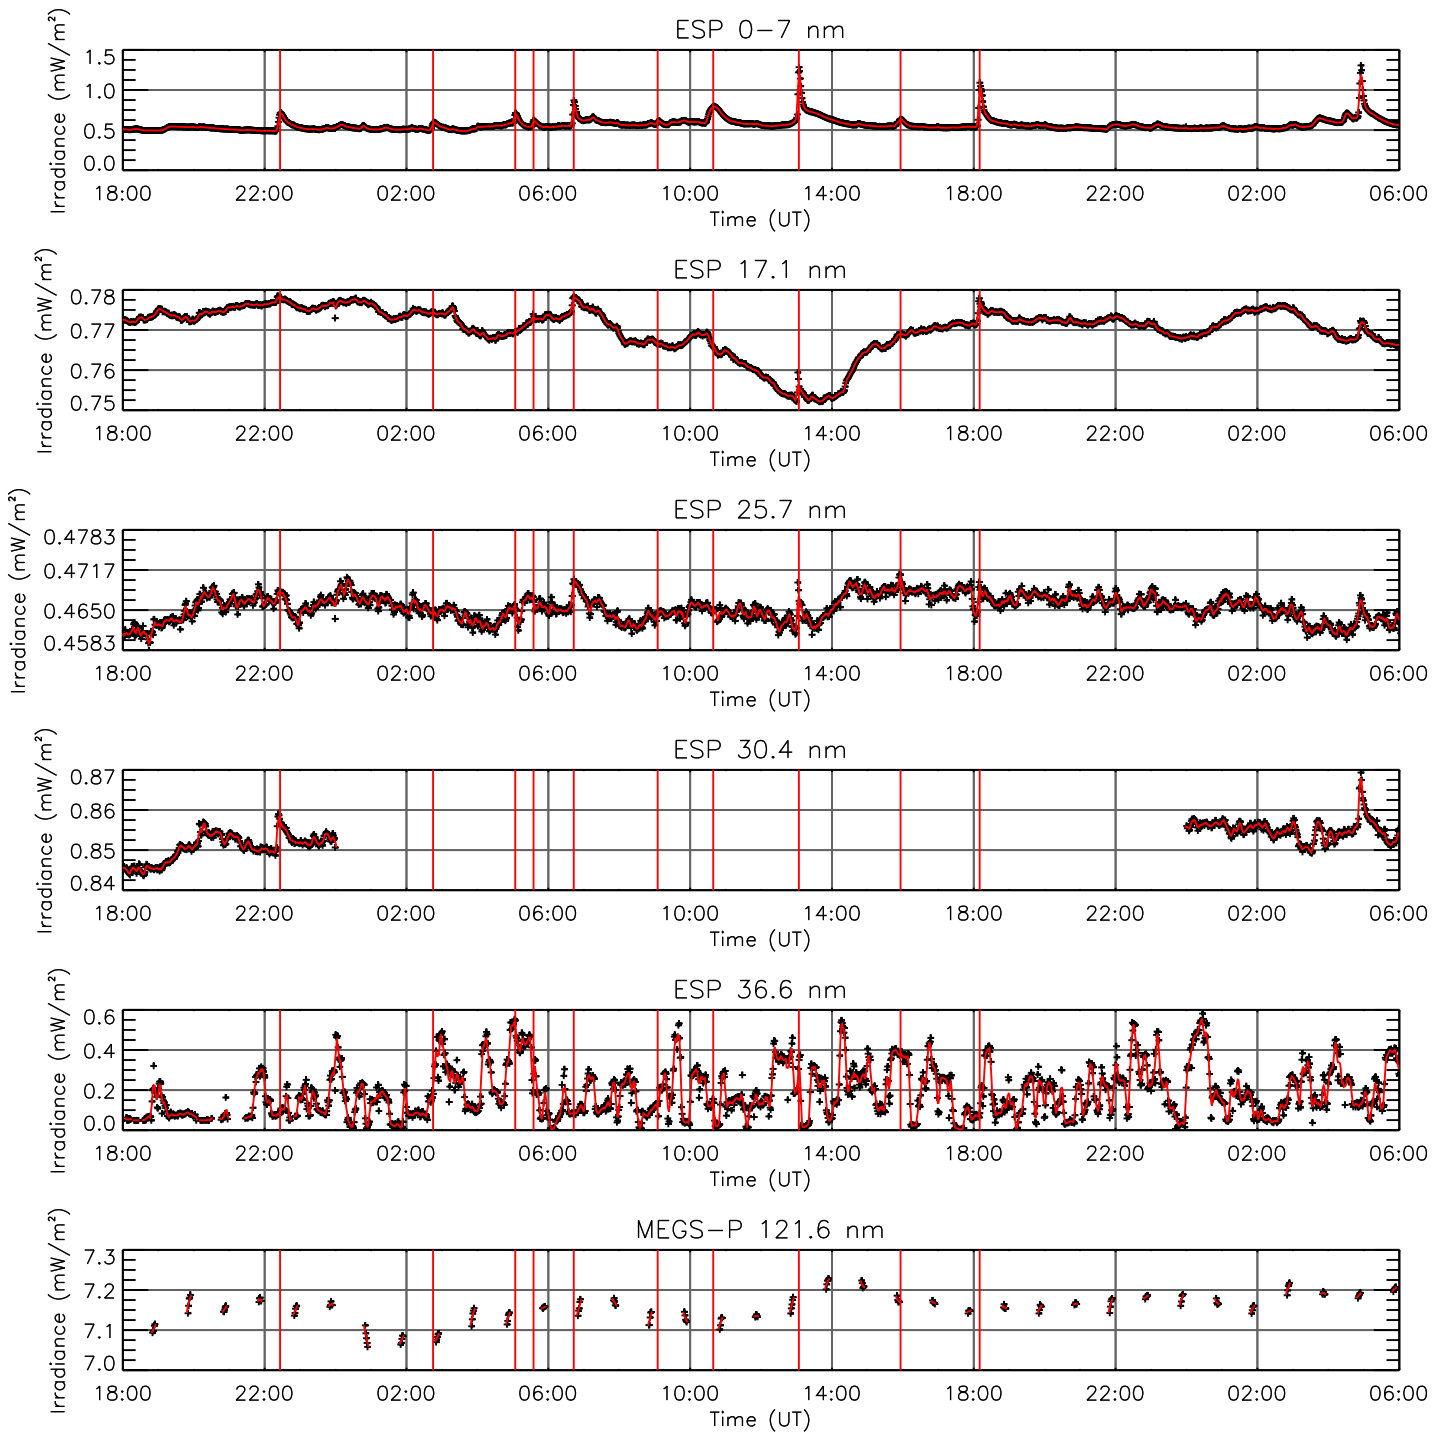 ESP 0−7 nm
Irradiance (mW/m²)
1.5
1.0
0.5
0.0
18:00 22:00 02:00 06:00 10:00 14:00 18:00 22:00 02:00 06:00
Time (UT)
ESP 17.1 nm
Irradiance (mW/m²)
0.78
0.77
0.76
0.75
18:00 22:00 02:00 06:00 10:00 14:00 18:00 22:00 02:00 06:00
Time (UT)
ESP 25.7 nm
Irradiance (mW/m²)
0.4783
0.4717
0.4650
0.4583
18:00 22:00 02:00 06:00 10:00 14:00 18:00 22:00 02:00 06:00
Time (UT)
ESP 30.4 nm
Irradiance (mW/m²)
0.87
0.86
0.85
0.84
18:00 22:00 02:00 06:00 10:00 14:00 18:00 22:00 02:00 06:00
Time (UT)
ESP 36.6 nm
Irradiance (mW/m²)
0.6
0.4
0.2
0.0
18:00 22:00 02:00 06:00 10:00 14:00 18:00 22:00 02:00 06:00
Time (UT)
MEGS−P 121.6 nm
Irradiance (mW/m²)
7.3
7.2
7.1
7.0
18:00 22:00 02:00 06:00 10:00 14:00 18:00 22:00 02:00 06:00
Time (UT)